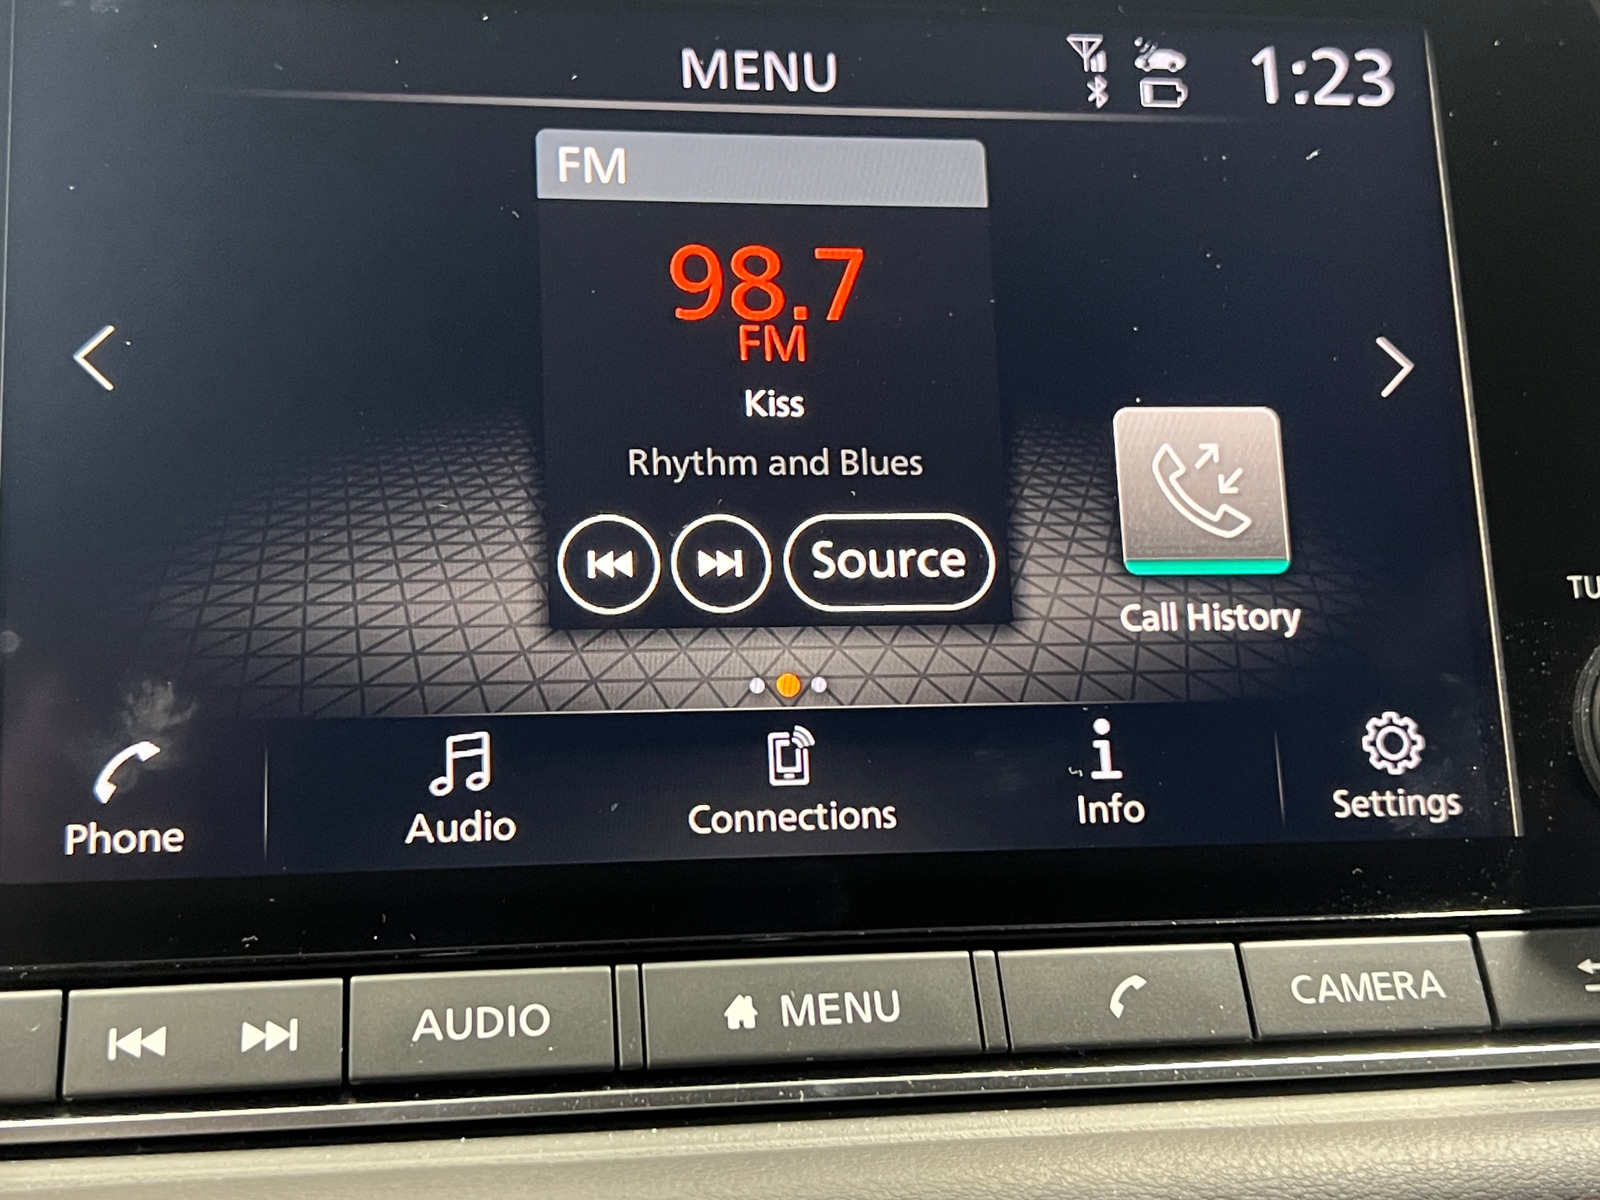 MENU
1:23
FM
98.7
FM
Kiss
Rhythm and Blues
Source
Call History
Phone
Audio
Connections
Info
Settings
TU
AUDIO
MENU
CAMERA